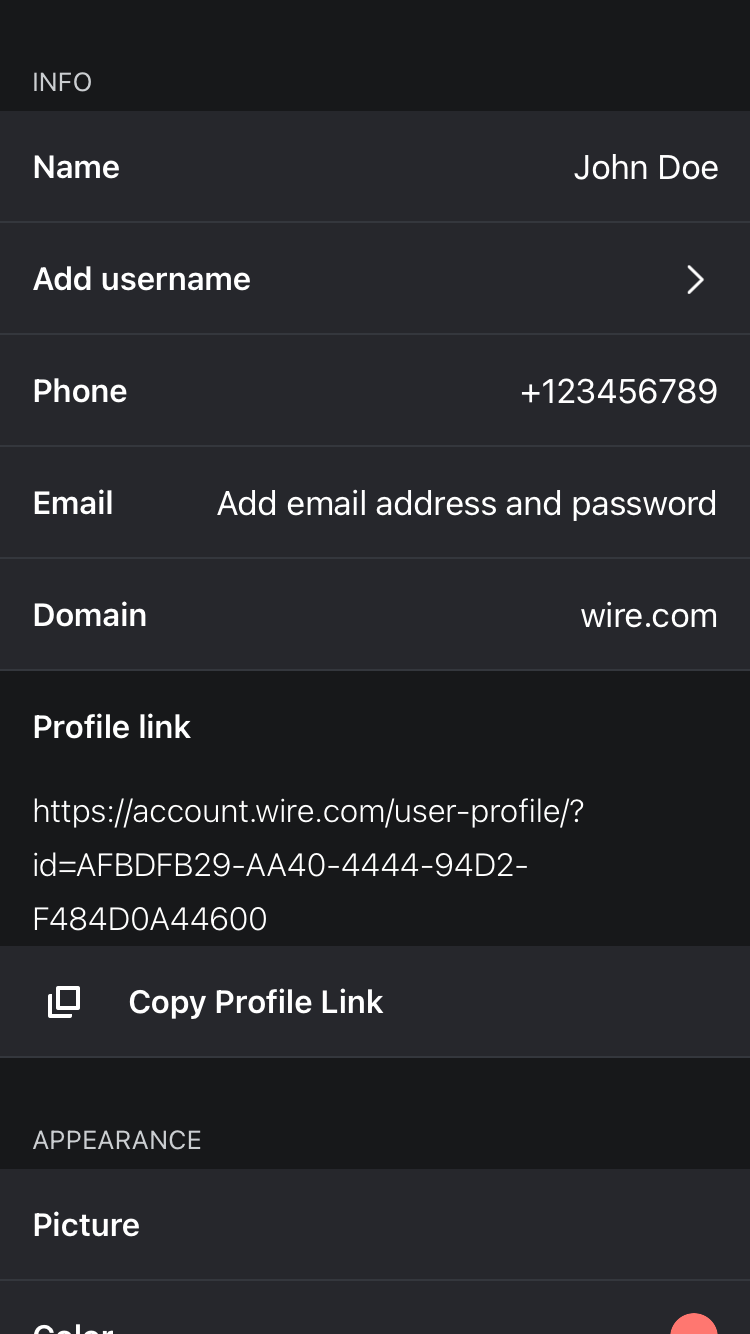 INFO
Name John Doe
Add username
Phone +123456789
Email Add email address and password
Domain wire.com
Profile link
https://account.wire.com/user-profile/?
id=AFBDFB29-AA40-4444-94D2-
F484D0A44600
Copy Profile Link
APPEARANCE
Picture
Color